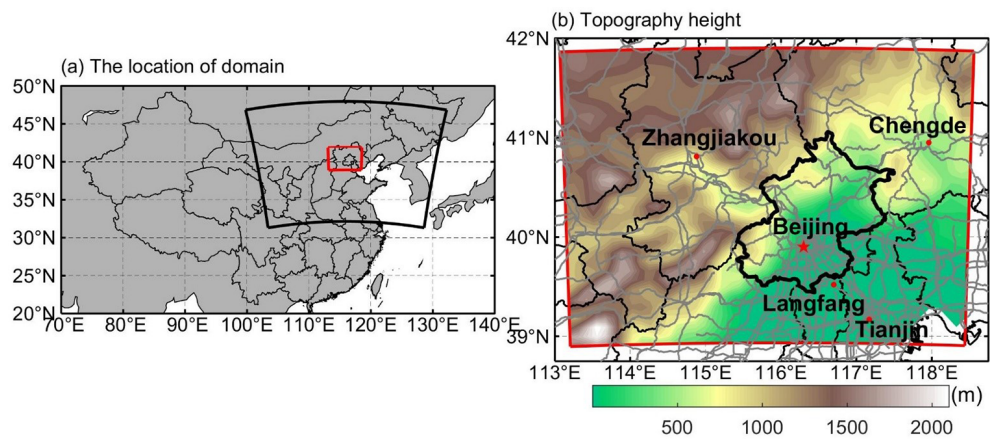 (a) The location of domain
50°N
45°N
40°N
35°N
30°N
25°N
20°N
70°E 80°E 90°E 100°E 110°E 120°E 130°E 140°E
(b) Topography height
42°N
41°N
40°N
39°N
Zhangjiakou
Chengde
Beijing
Langfang
Tianjin
113°E 114°E 115°E 116°E 117°E 118°E
(m)
500 1000 1500 2000